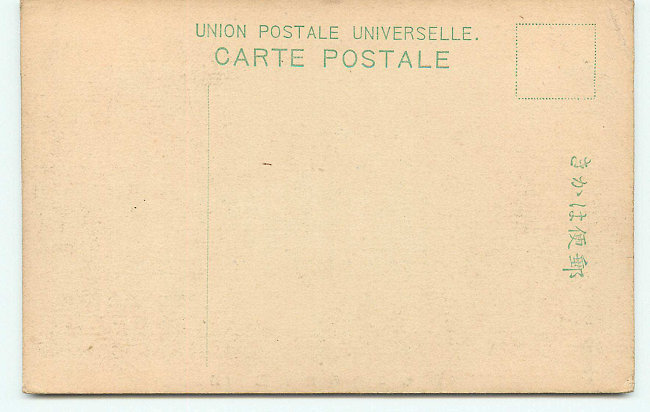 UNION POSTALE UNIVERSELLE.
CARTE POSTALE
郵便はかき